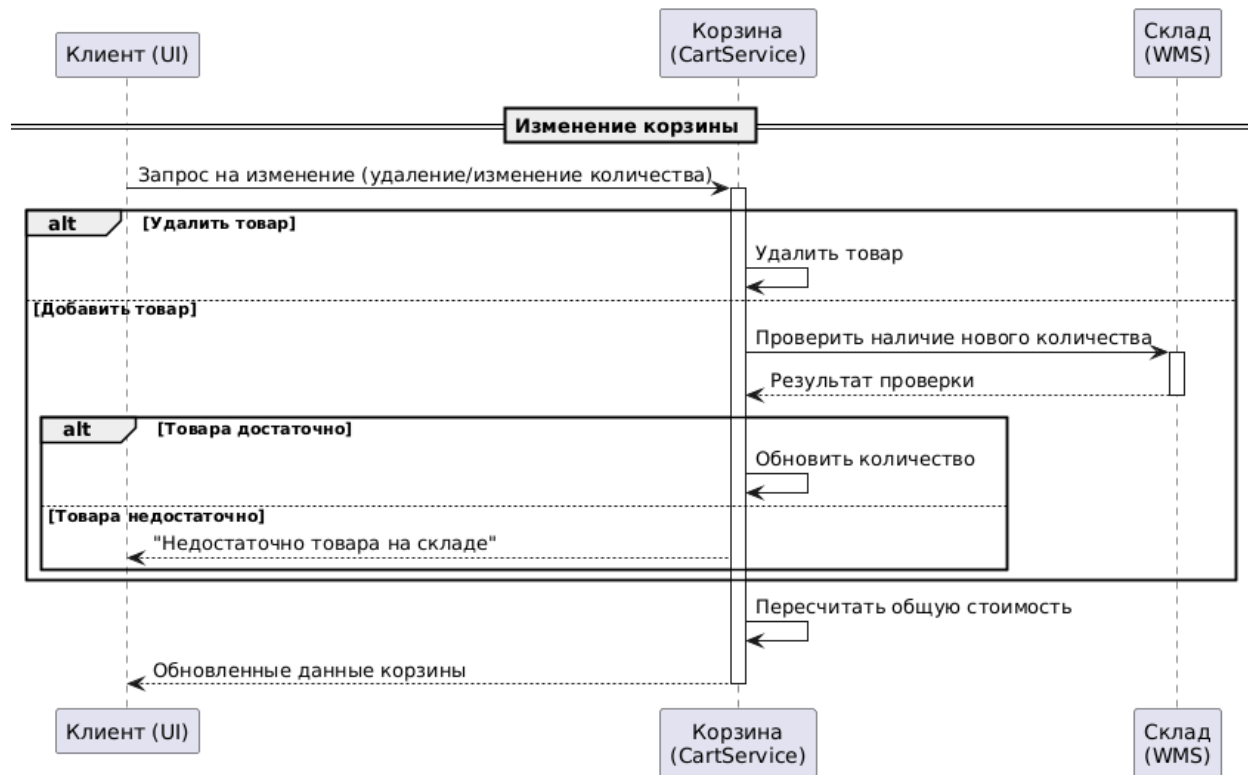 Клиент (UI)
Корзина
(CartService)
Склад
(WMS)
Изменение корзины
Запрос на изменение (удаление/изменение количества)
alt
[Удалить товар]
Удалить товар
[Добавить товар]
Проверить наличие нового количества
Результат проверки
alt
[Товара достаточно]
Обновить количество
[Товара недостаточно]
"Недостаточно товара на складе"
Пересчитать общую стоимость
Обновленные данные корзины
Клиент (UI)
Корзина
(CartService)
Склад
(WMS)